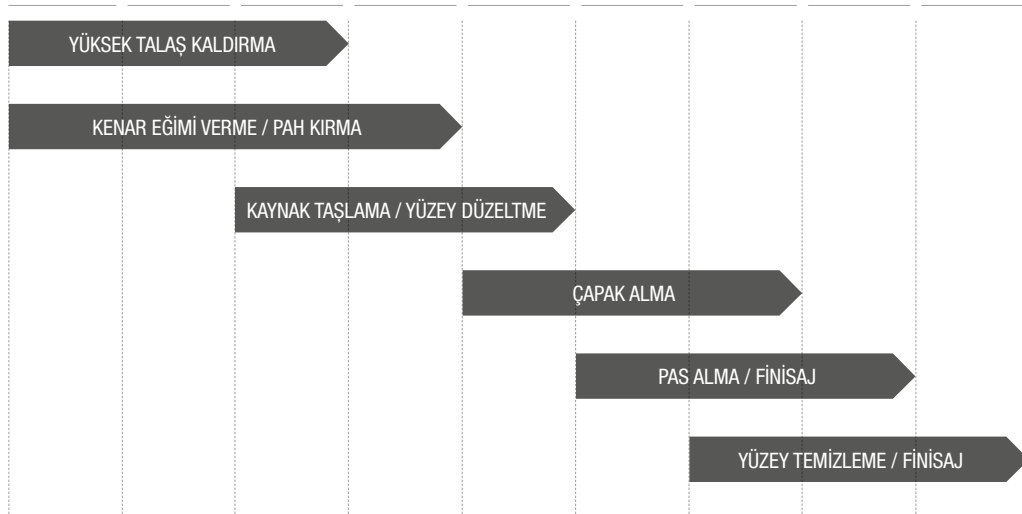 YÜKSEK TALAŞ KALDIRMA
KENAR EĞİMİ VERME / PAH KIRMA
KAYNAK TAŞLAMA / YÜZEY DÜZELTME
ÇAPAK ALMA
PAS ALMA / FİNİSAJ
YÜZEY TEMİZLEME / FİNİSAJ